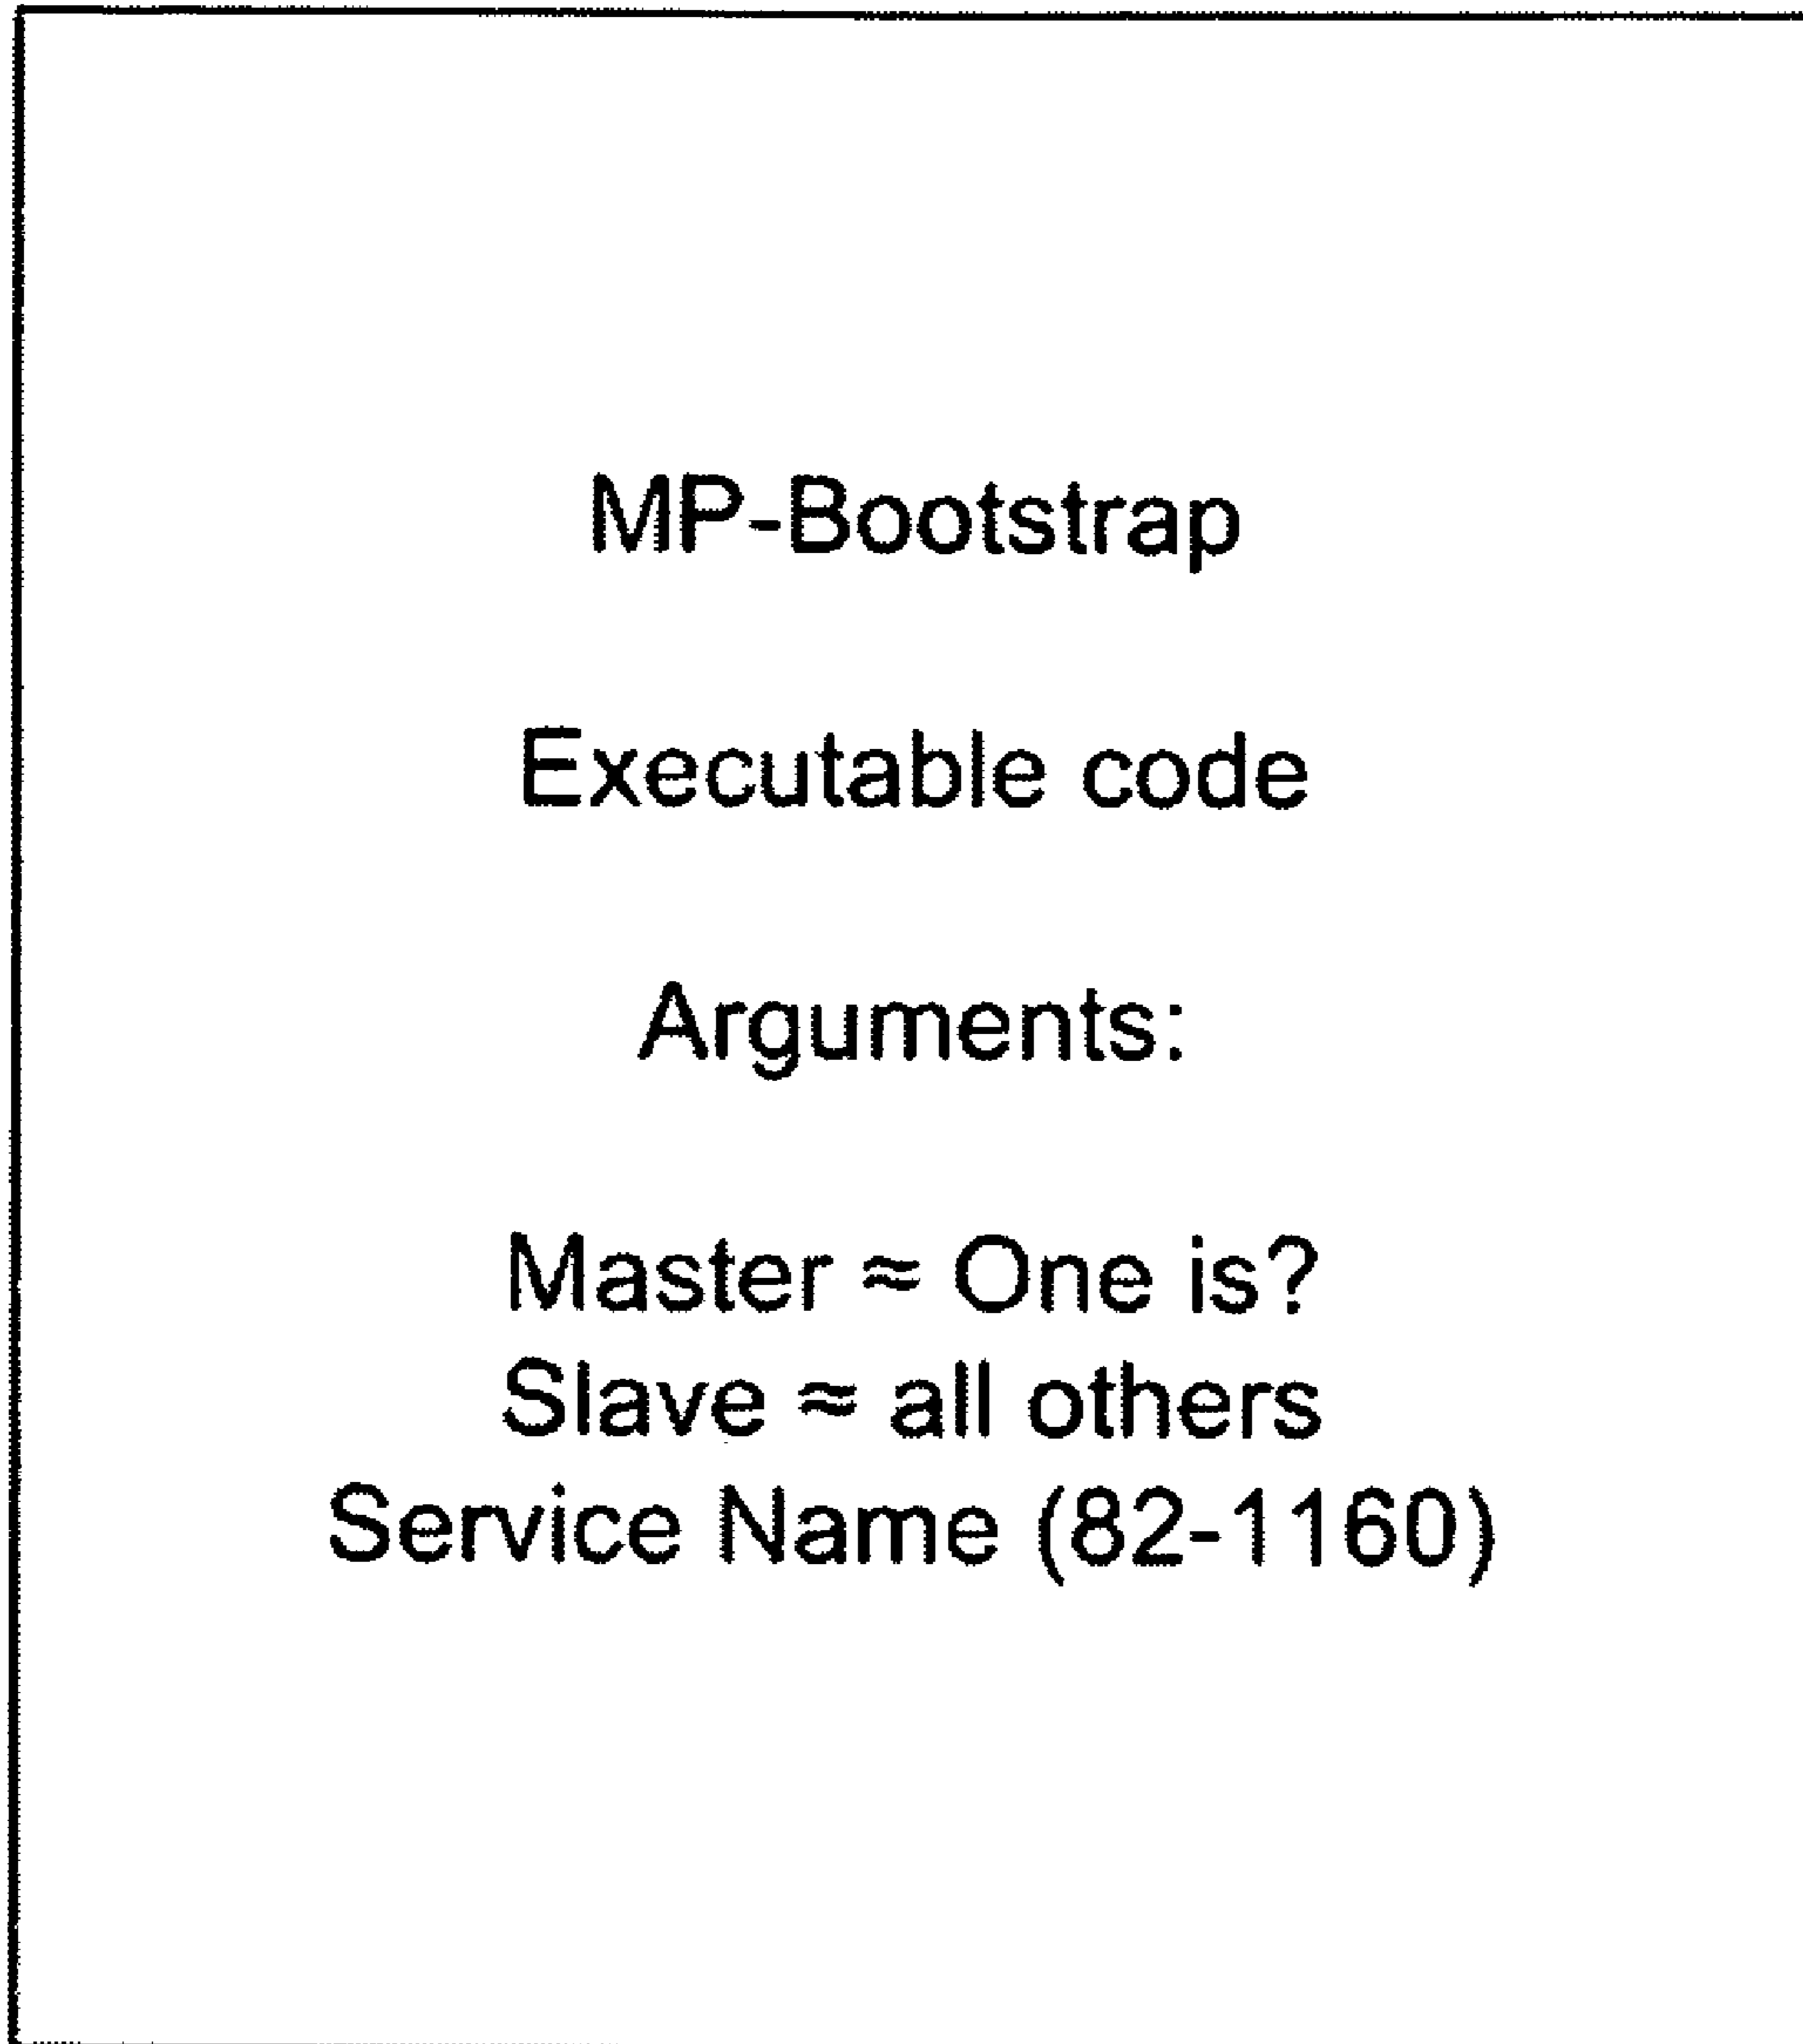 MP-Bootstrap
Executable code
Arguments:
Master ≈ One is?
Slave ≈ all others
Service Name (82-1160)